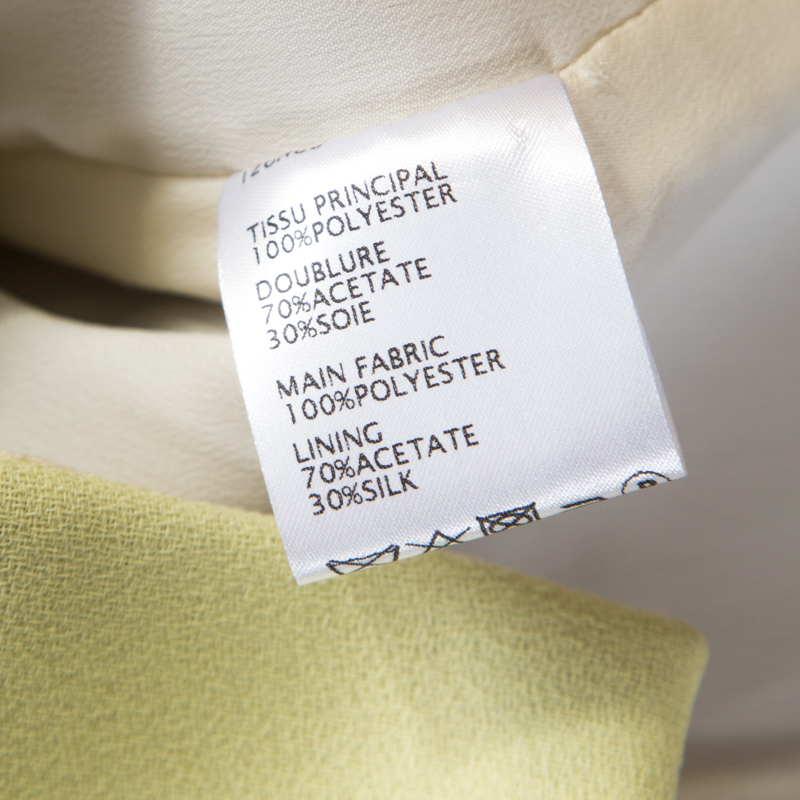 TISSU PRINCIPAL
100%POLYESTER
DOUBLURE
70%ACETATE
30%SOIE
MAIN FABRIC
100%POLYESTER
LINING
70%ACETATE
30%SILK